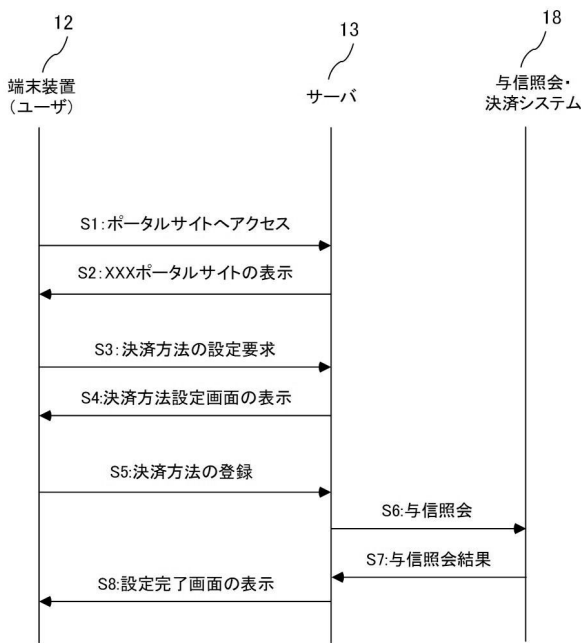 12
13
18
端末装置
(ユーザ)
サーバ
与信照会・
決済システム
S1:ポータルサイトへアクセス
S2:XXXポータルサイトの表示
S3:決済方法の設定要求
S4:決済方法設定画面の表示
S5:決済方法の登録
S6:与信照会
S7:与信照会結果
S8:設定完了画面の表示